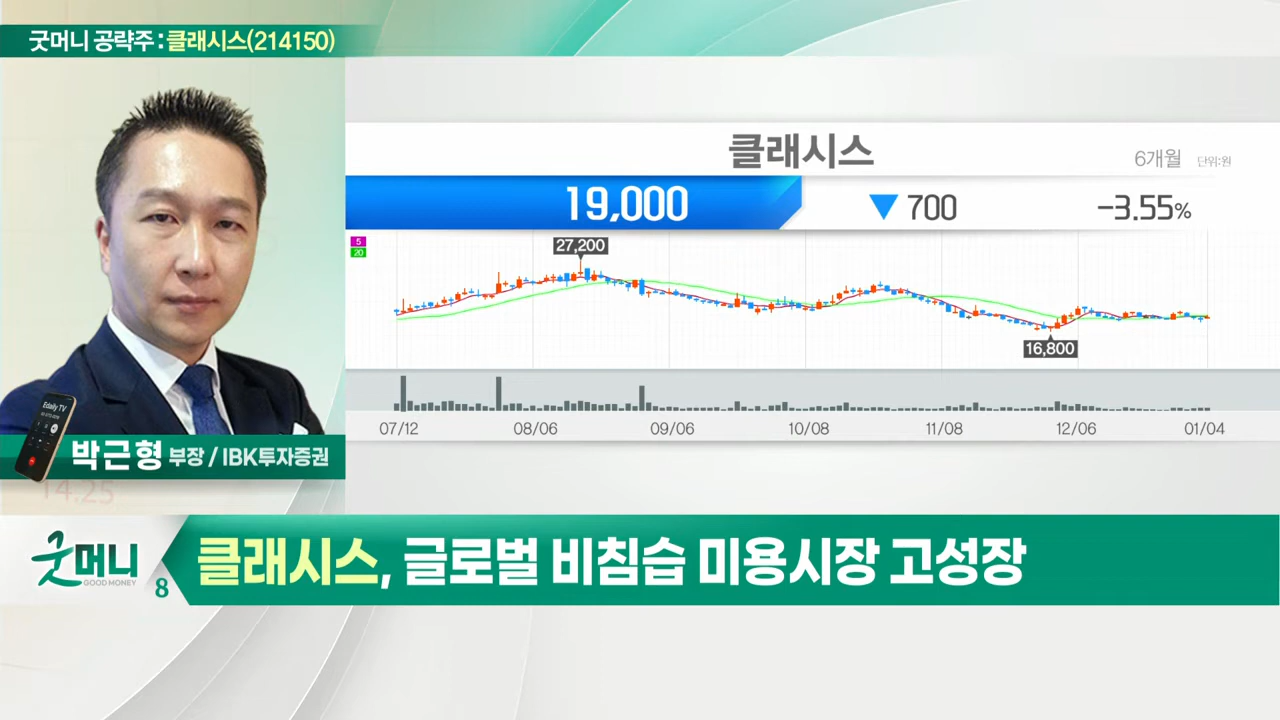 굿머니 공략주 : 클래시스(214150)
클래시스
6개월 단위:원
19,000 ▼ 700 -3.55%
5
20
27,200
16,800
07/12 08/06 09/06 10/08 11/08 12/06 01/04
Edaily TV
박근형 부장 / IBK투자증권
14.25
굿머니
GOOD MONEY
8
클래시스, 글로벌 비침습 미용시장 고성장